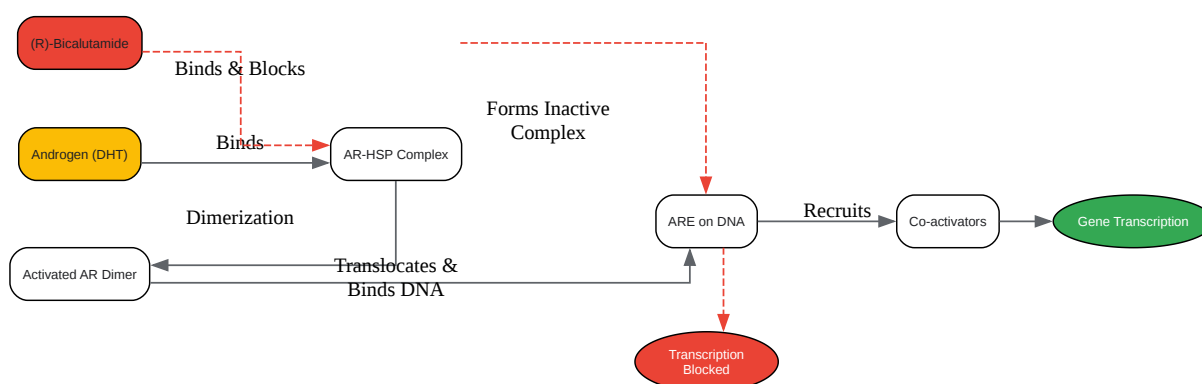 (R)-Bicalutamide
Binds & Blocks
Forms Inactive
Complex
Androgen (DHT)
Binds
AR-HSP Complex
Dimerization
ARE on DNA
Recruits
Co-activators
Gene Transcription
Activated AR Dimer
Translocates &
Binds DNA
Transcription
Blocked